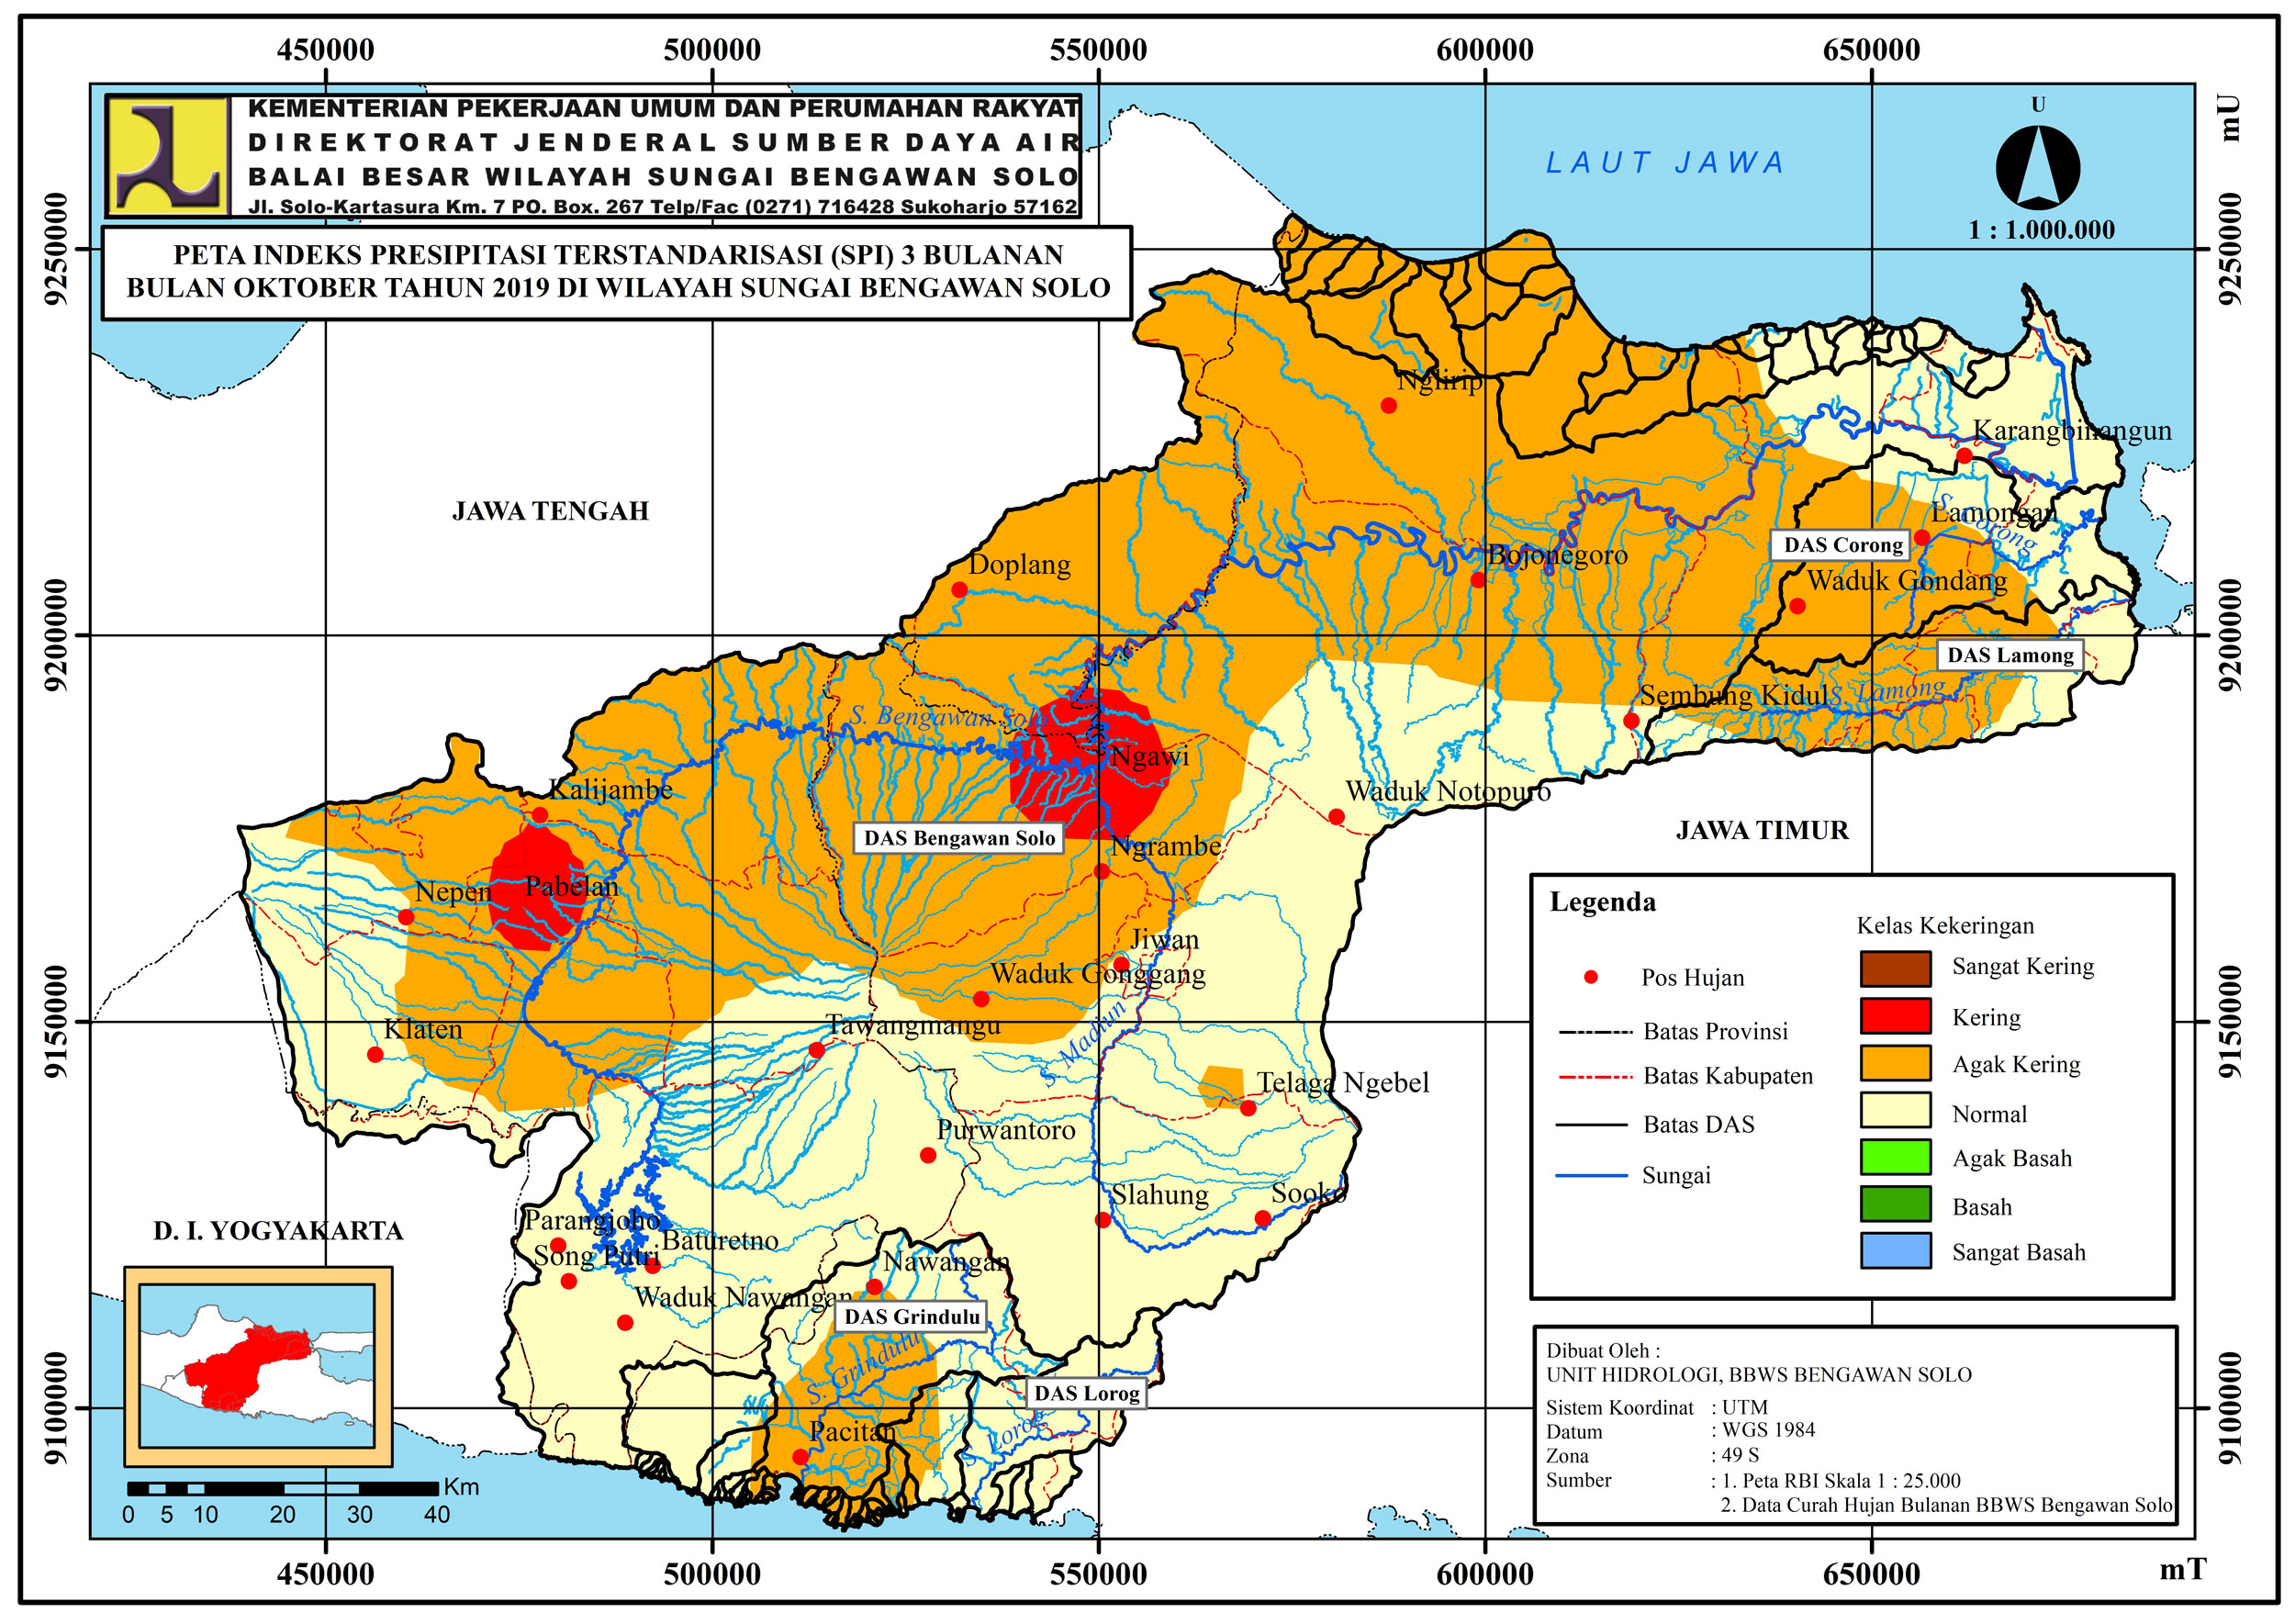 450000 500000 550000 600000 650000
KEMENTERIAN PEKERJAAN UMUM DAN PERUMAHAN RAKYAT
DIREKTORAT JENDERAL SUMBER DAYA AIR
BALAI BESAR WILAYAH SUNGAI BENGAWAN SOLO
Jl. Solo-Kartasura Km. 7 PO. Box. 267 Telp/Fac (0271) 716428 Sukoharjo 57162
PETA INDEKS PRESIPITASI TERSTANDARISASI (SPI) 3 BULANAN
BULAN OKTOBER TAHUN 2019 DI WILAYAH SUNGAI BENGAWAN SOLO
LAUT JAWA
U
1 : 1.000.000
mU
9250000
9250000
9200000
9200000
9150000
9150000
9100000
9100000
JAWA TENGAH
Nglirip
Karangbinangun
S. Corong
Lamongan
DAS Corong
Bojonegoro
Doplang
Waduk Gondang
DAS Lamong
S. Lamong
Sembung Kidul
S. Bengawan Solo
Ngawi
Kalijambe
Waduk Notopuro
JAWA TIMUR
DAS Bengawan Solo
Ngrambe
Nepen
Pabelan
Jiwan
Waduk Gonggang
Klaten
Tawangmangu
S. Madiun
Telaga Ngebel
Purwantoro
Slahung
Sooko
Parangjoho
Baturetno
Song Putri
Nawangan
Waduk Nawangan
DAS Grindulu
S. Grindulu
DAS Lorog
S. Lorog
Pacitan
D. I. YOGYAKARTA
Km
0 5 10 20 30 40
Legenda
Pos Hujan
Batas Provinsi
Batas Kabupaten
Batas DAS
Sungai
Kelas Kekeringan
Sangat Kering
Kering
Agak Kering
Normal
Agak Basah
Basah
Sangat Basah
Dibuat Oleh :
UNIT HIDROLOGI, BBWS BENGAWAN SOLO
Sistem Koordinat : UTM
Datum : WGS 1984
Zona : 49 S
Sumber : 1. Peta RBI Skala 1 : 25.000
2. Data Curah Hujan Bulanan BBWS Bengawan Solo
450000 500000 550000 600000 650000 mT